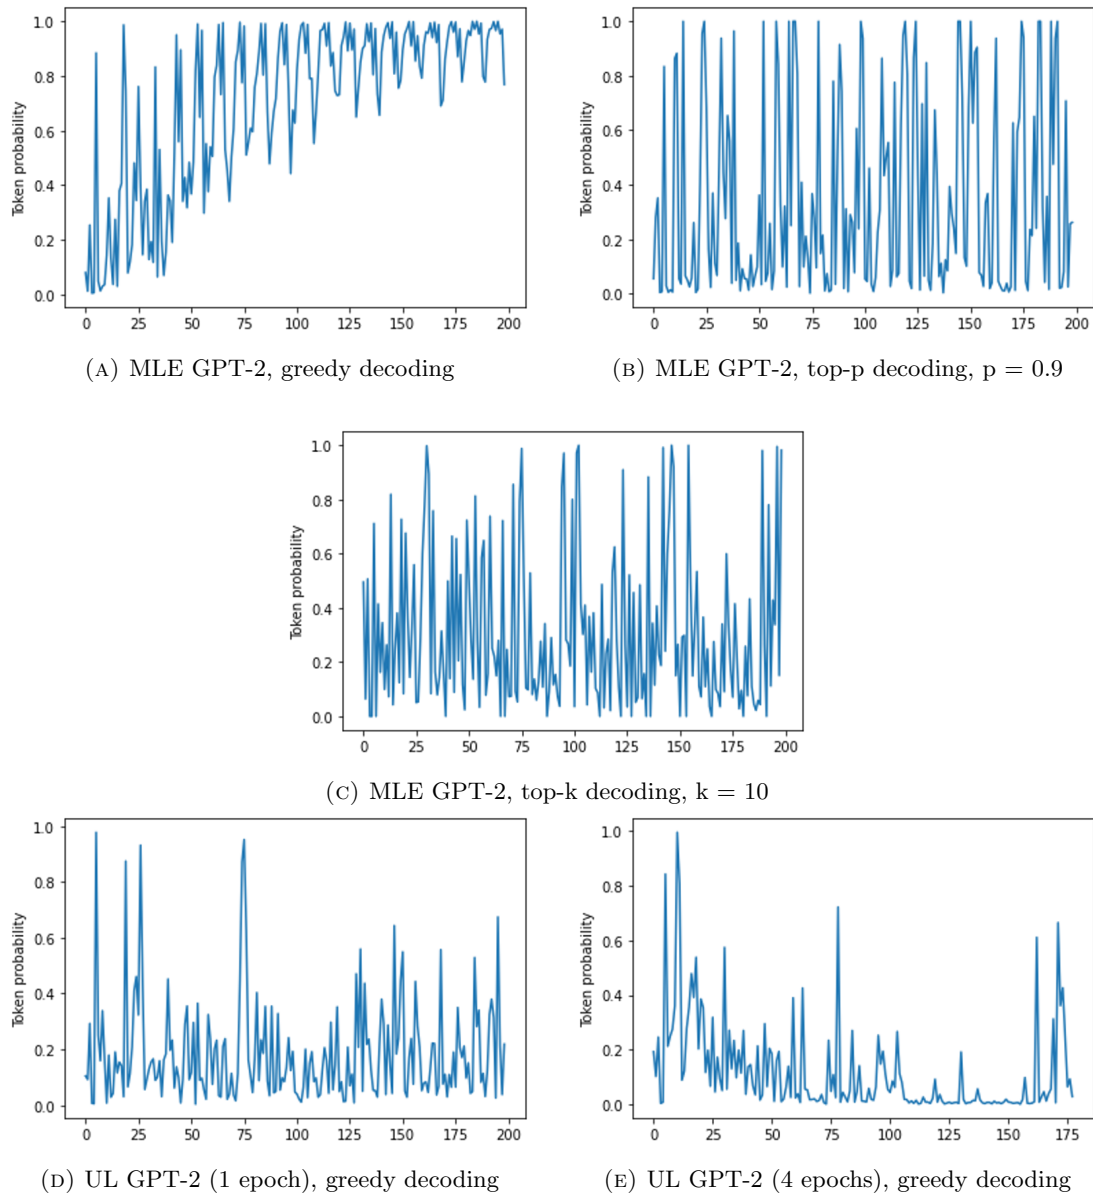 Token probability
1.0
0.8
0.6
0.4
0.2
0.0
0 25 50 75 100 125 150 175 200
(A) MLE GPT-2, greedy decoding
Token probability
1.0
0.8
0.6
0.4
0.2
0.0
0 25 50 75 100 125 150 175 200
(B) MLE GPT-2, top-p decoding, p = 0.9
Token probability
1.0
0.8
0.6
0.4
0.2
0.0
0 25 50 75 100 125 150 175 200
(C) MLE GPT-2, top-k decoding, k = 10
Token probability
1.0
0.8
0.6
0.4
0.2
0.0
0 25 50 75 100 125 150 175 200
(D) UL GPT-2 (1 epoch), greedy decoding
Token probability
1.0
0.8
0.6
0.4
0.2
0.0
0 25 50 75 100 125 150 175
(E) UL GPT-2 (4 epochs), greedy decoding